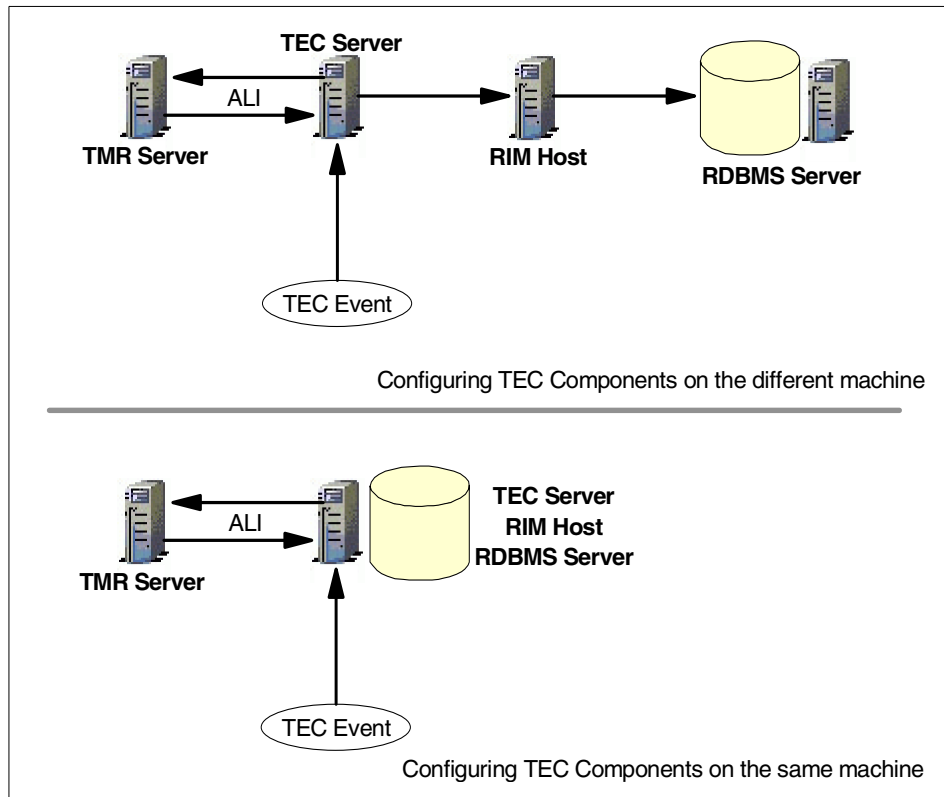 TEC Server
ALI
TMR Server
RIM Host
RDBMS Server
TEC Event
Configuring TEC Components on the different machine
TEC Server
RIM Host
RDBMS Server
ALI
TMR Server
TEC Event
Configuring TEC Components on the same machine